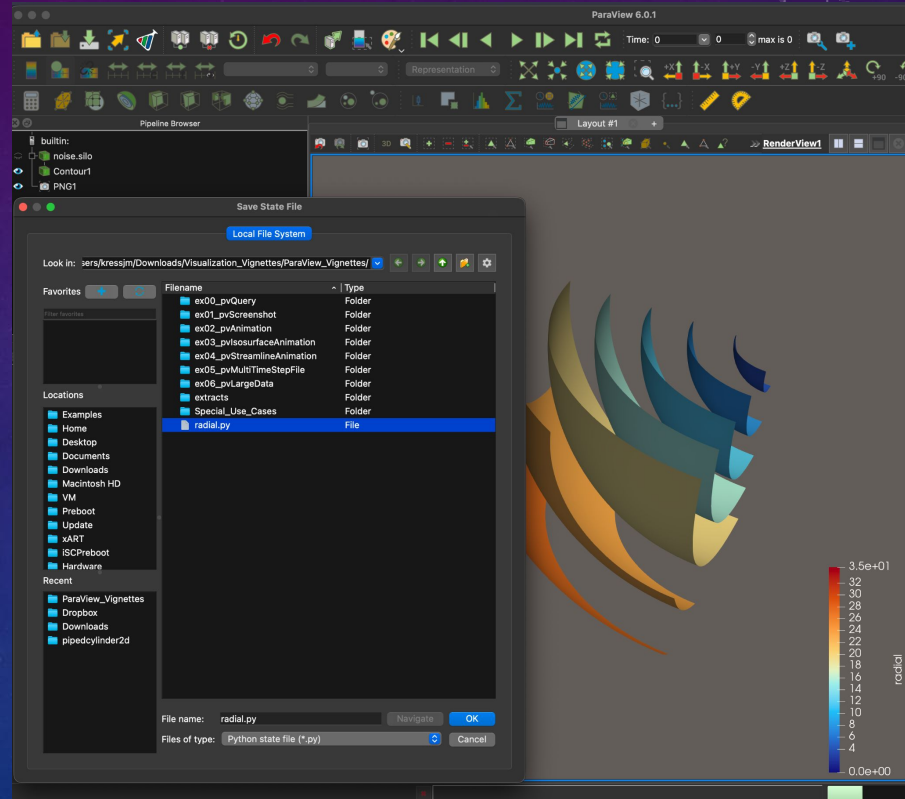 ParaView 6.0.1
Time: 0
0
max is 0
Representation
+X
-X
+Y
-Y
+Z
-Z
+90
-90
Pipeline Browser
Layout #1
+
builtin:
noise.silo
Contour1
PNG1
3D
RenderView1
Save State File
Local File System
Look in: sers/kressjm/Downloads/Visualization_Vignettes/ParaView_Vignettes/
Favorites
Filter favorites
Filename
Type
ex00_pvQuery Folder
ex01_pvScreenshot Folder
ex02_pvAnimation Folder
ex03_pvIsosurfaceAnimation Folder
ex04_pvStreamlineAnimation Folder
ex05_pvMultiTimeStepFile Folder
ex06_pvLargeData Folder
extracts Folder
Special_Use_Cases Folder
radial.py File
Locations
Examples
Home
Desktop
Documents
Downloads
Macintosh HD
VM
Preboot
Update
xART
iSCPreboot
Hardware
Recent
ParaView_Vignettes
Dropbox
Downloads
pipedcylinder2d
File name: radial.py
Navigate
OK
Files of type: Python state file (*.py)
Cancel
3.5e+01
32
30
28
26
24
22
20
18
16
14
12
10
8
6
4
0.0e+00
radial